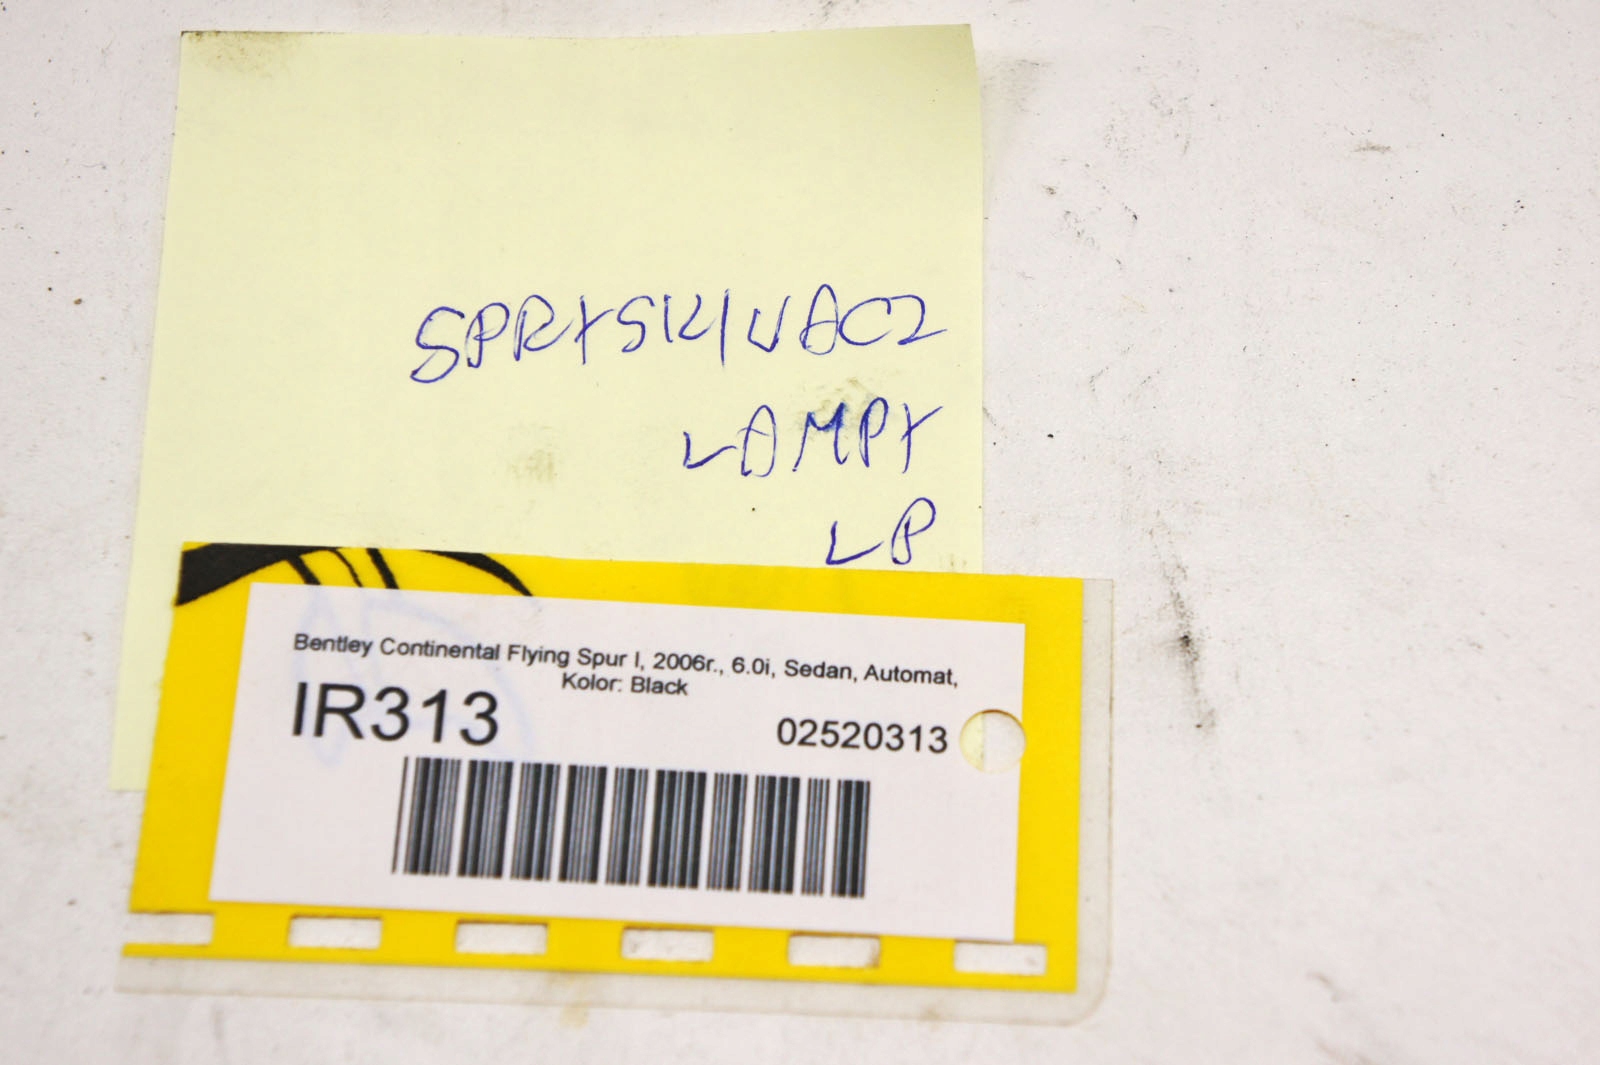 SPRYSKIWACZ
LAMPY
LP
Bentley Continental Flying Spur I, 2006r., 6.0i, Sedan, Automat,
Kolor: Black
IR313
02520313